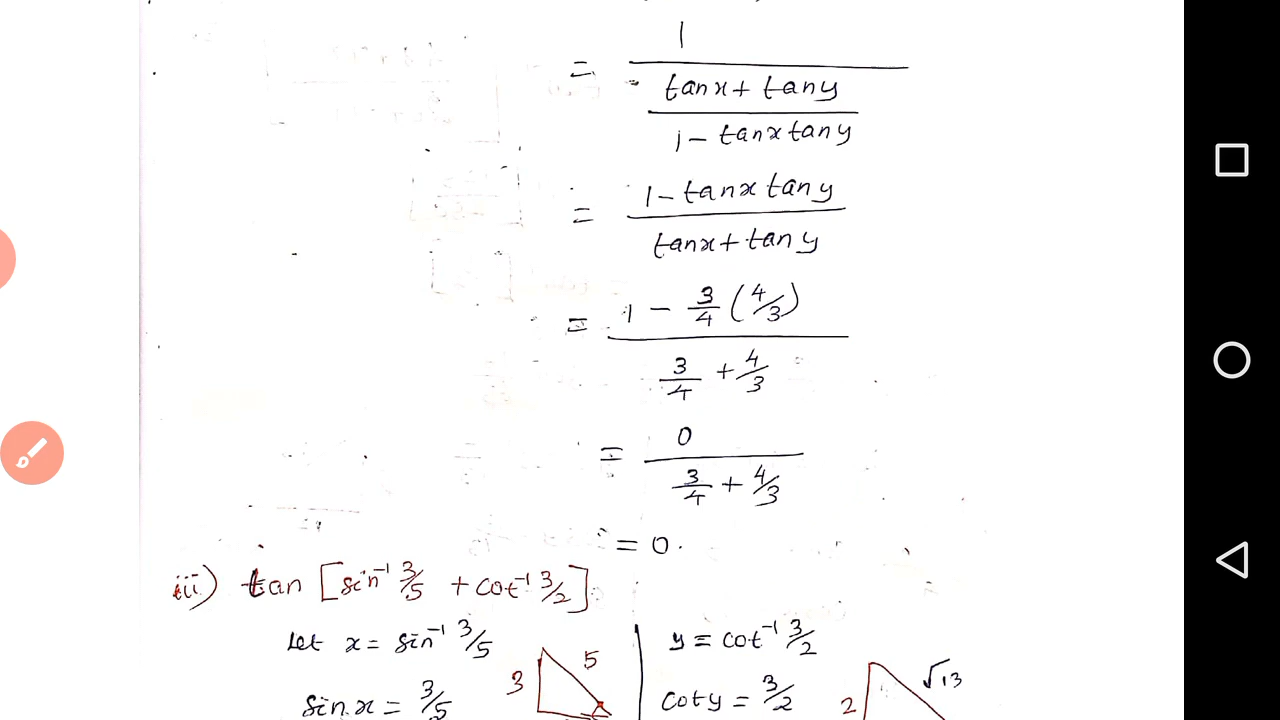 = 1 / ((tanx + tany) / (1 - tanx tany))
= (1 - tanx tany) / (tanx + tany)
= (1 - 3/4 (4/3)) / (3/4 + 4/3)
= 0 / (3/4 + 4/3)
= 0.
iii) tan [sin⁻¹ 3/5 + cot⁻¹ 3/2]
Let x = sin⁻¹ 3/5
3 5
sinx = 3/5
y = cot⁻¹ 3/2
2 √13
coty = 3/2